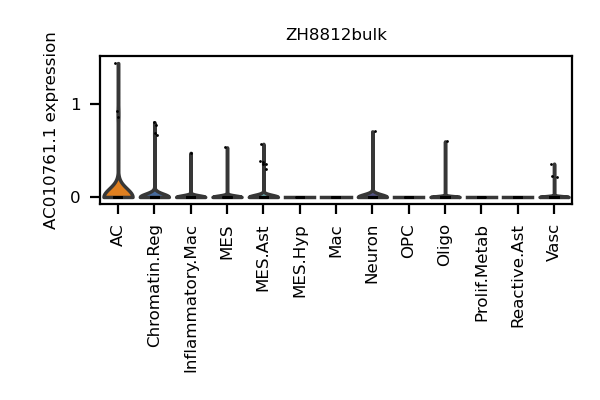 ZH8812bulk
AC010761.1 expression
1
0
AC
Chromatin.Reg
Inflammatory.Mac
MES
MES.Ast
MES.Hyp
Mac
Neuron
OPC
Oligo
Prolif.Metab
Reactive.Ast
Vasc